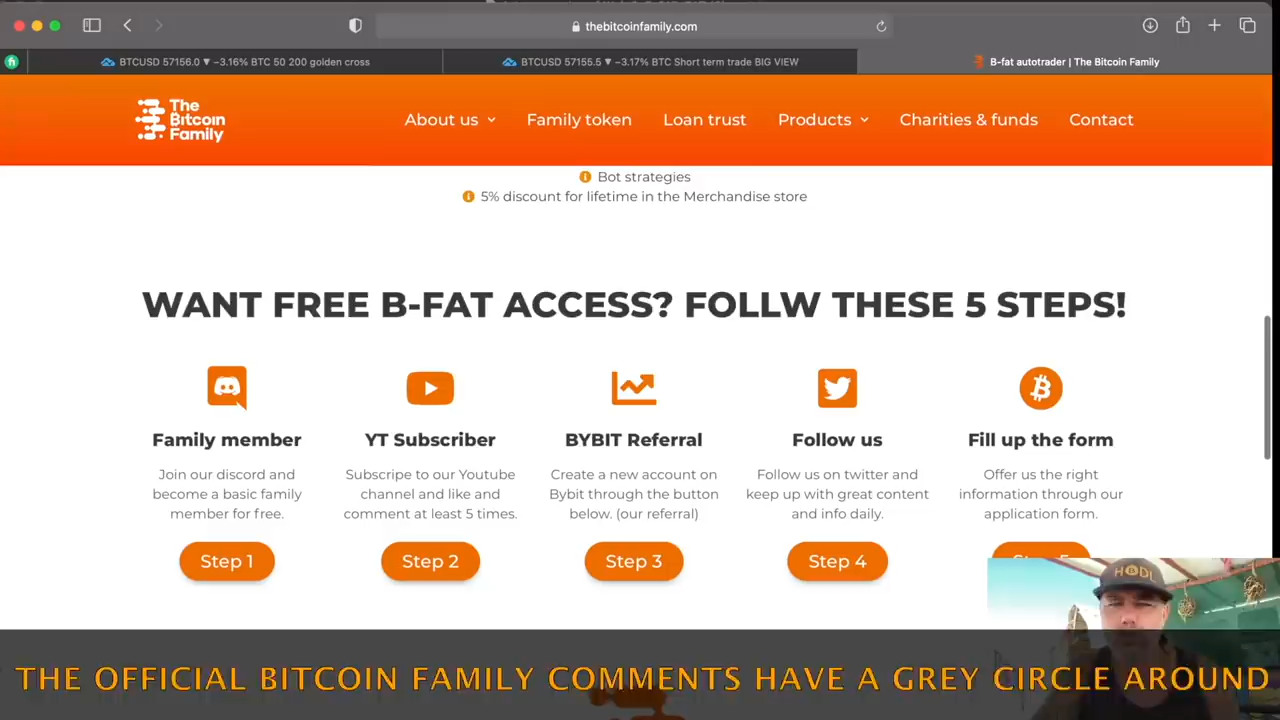 thebitcoinfamily.com
BTCUSD 57156.0 ▼ −3.16% BTC 50 200 golden cross
BTCUSD 57155.5 ▼ −3.17% BTC Short term trade BIG VIEW
B-fat autotrader | The Bitcoin Family
The
Bitcoin
Family
About us
Family token
Loan trust
Products
Charities & funds
Contact
Bot strategies
5% discount for lifetime in the Merchandise store
WANT FREE B-FAT ACCESS? FOLLW THESE 5 STEPS!
Family member
YT Subscriber
BYBIT Referral
Follow us
Fill up the form
Join our discord and
become a basic family
member for free.
Subscripe to our Youtube
channel and like and
comment at least 5 times.
Create a new account on
Bybit through the button
below. (our referral)
Follow us on twitter and
keep up with great content
and info daily.
Offer us the right
information through our
application form.
Step 1
Step 2
Step 3
Step 4
HODL
THE OFFICIAL BITCOIN FAMILY COMMENTS HAVE A GREY CIRCLE AROUND